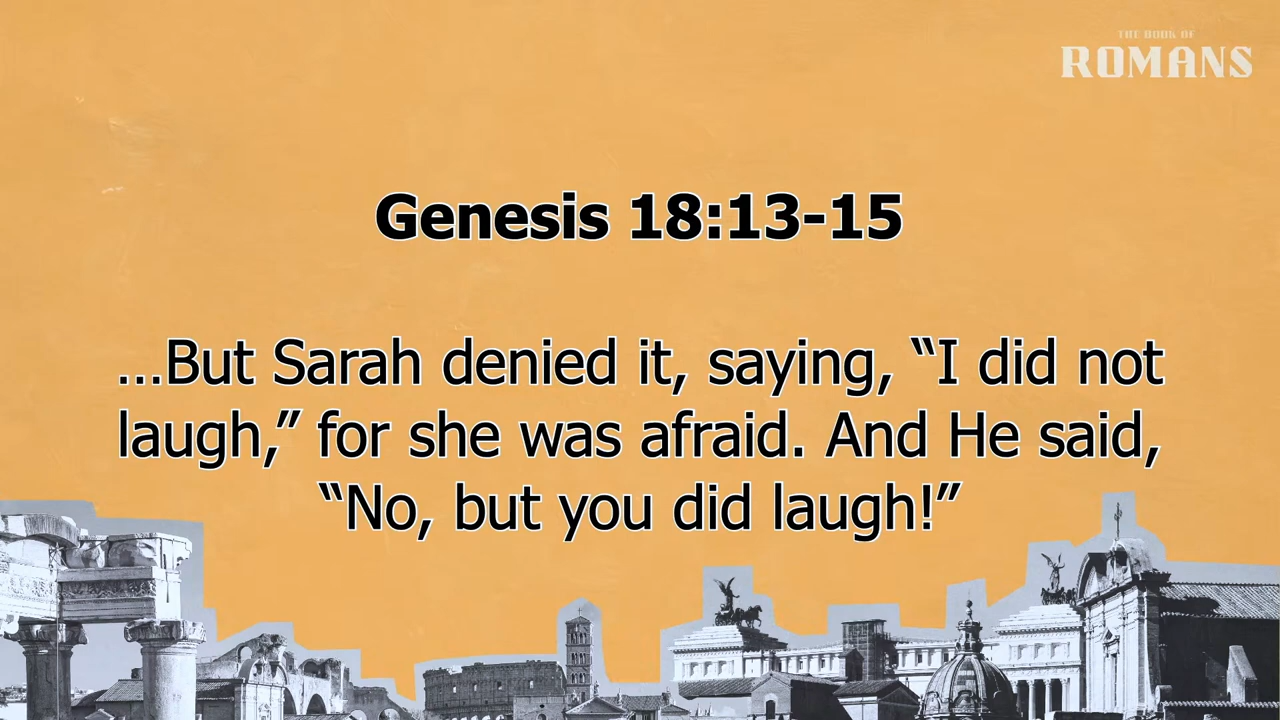 THE BOOK OF
ROMANS
Genesis 18:13-15
…But Sarah denied it, saying, “I did not
laugh,” for she was afraid. And He said,
“No, but you did laugh!”